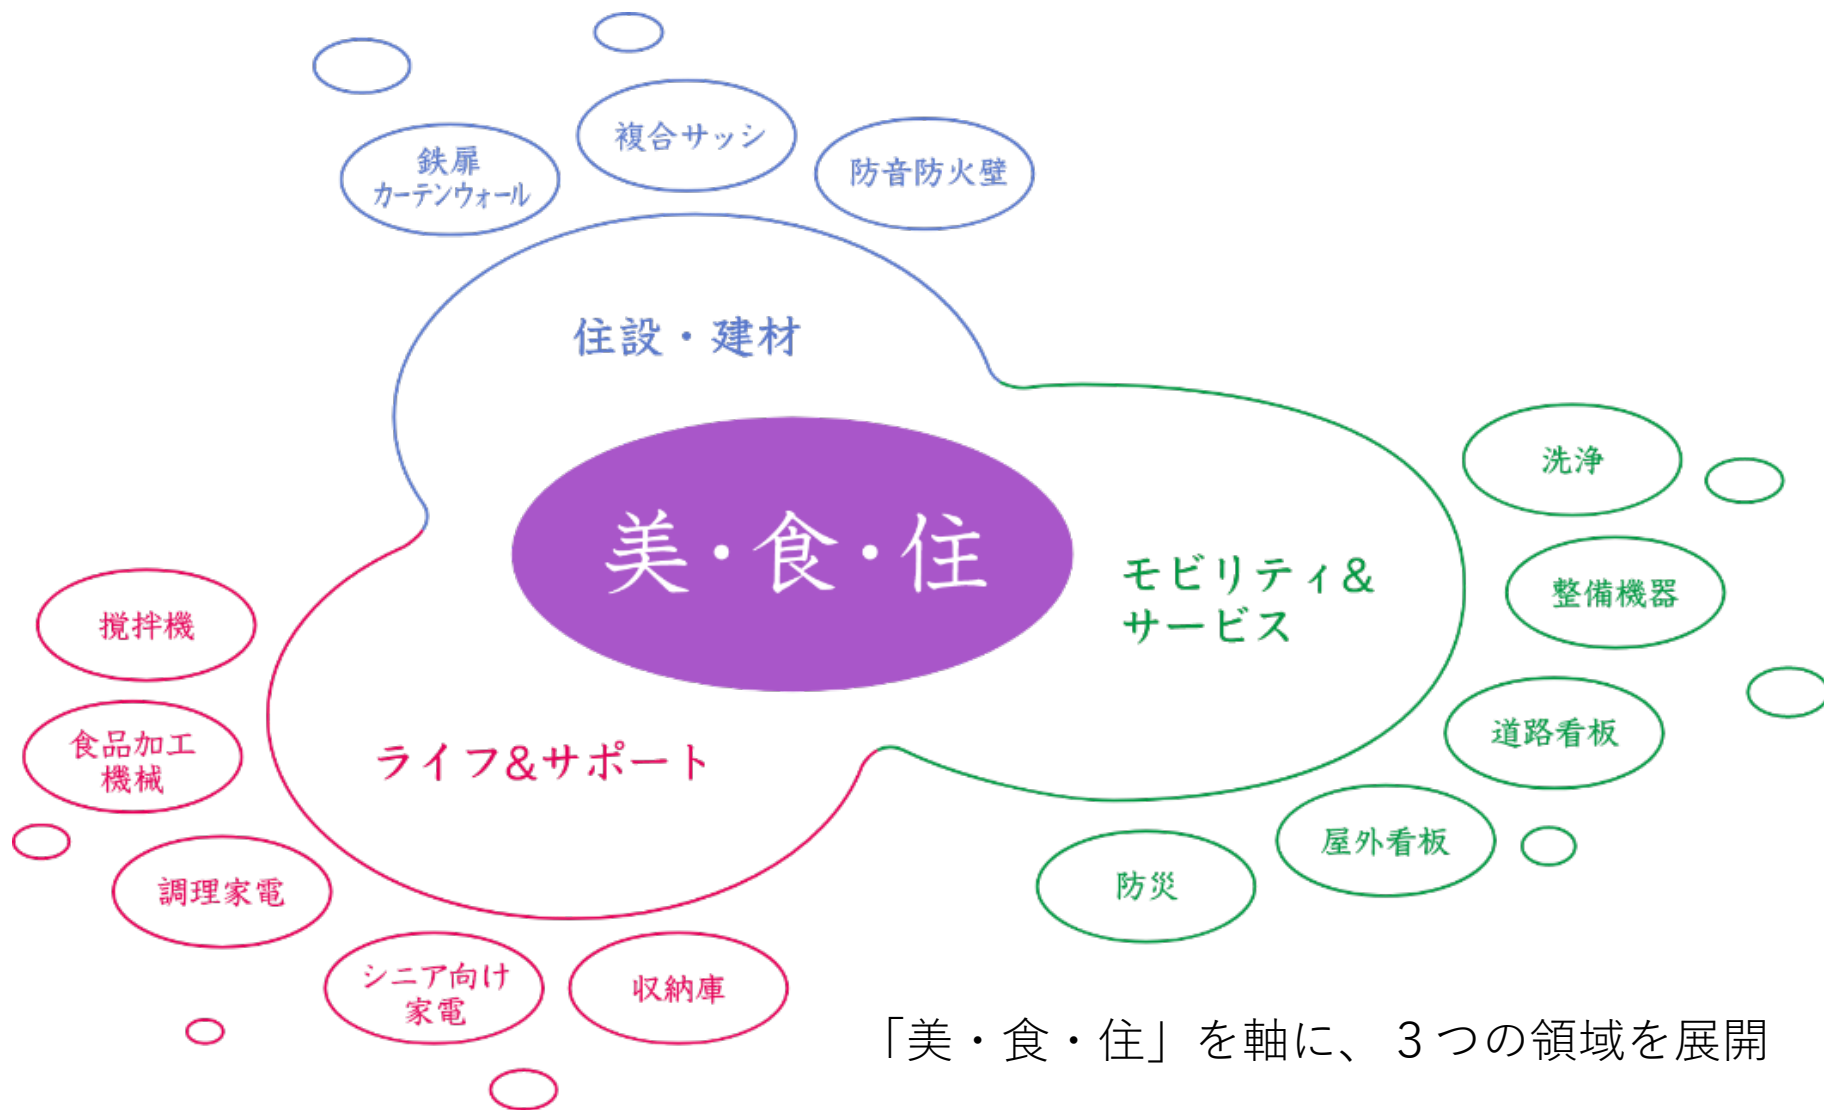 複合サッシ
鉄扉
カーテンウォール
防音防火壁
住設・建材
美・食・住
洗浄
モビリティ&
サービス
整備機器
道路看板
屋外看板
防災
ライフ&サポート
撹拌機
食品加工
機械
調理家電
シニア向け
家電
収納庫
「美・食・住」を軸に、３つの領域を展開